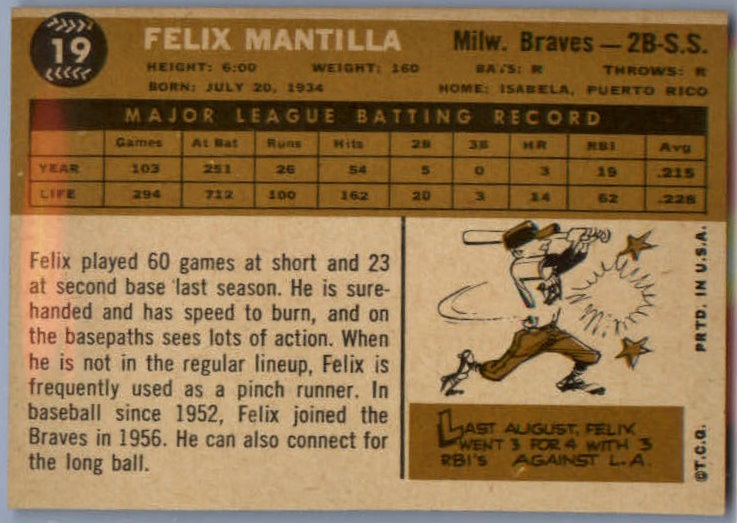 19
FELIX MANTILLA
Milw. Braves — 2B-S.S.
HEIGHT: 6:00 WEIGHT: 160 BATS: R THROWS: R
BORN: JULY 20, 1934 HOME: ISABELA, PUERTO RICO
MAJOR LEAGUE BATTING RECORD
Games At Bat Runs Hits 2B 3B HR RBI Avg
YEAR 103 251 26 54 5 0 3 19 .215
LIFE 294 712 100 162 20 3 14 62 .228
Felix played 60 games at short and 23
at second base last season. He is sure-
handed and has speed to burn, and on
the basepaths sees lots of action. When
he is not in the regular lineup, Felix is
frequently used as a pinch runner. In
baseball since 1952, Felix joined the
Braves in 1956. He can also connect for
the long ball.
LAST AUGUST, FELIX
WENT 3 FOR 4 WITH 3
RBI'S AGAINST L.A.
©T.C.G. PRTD. IN U.S.A.